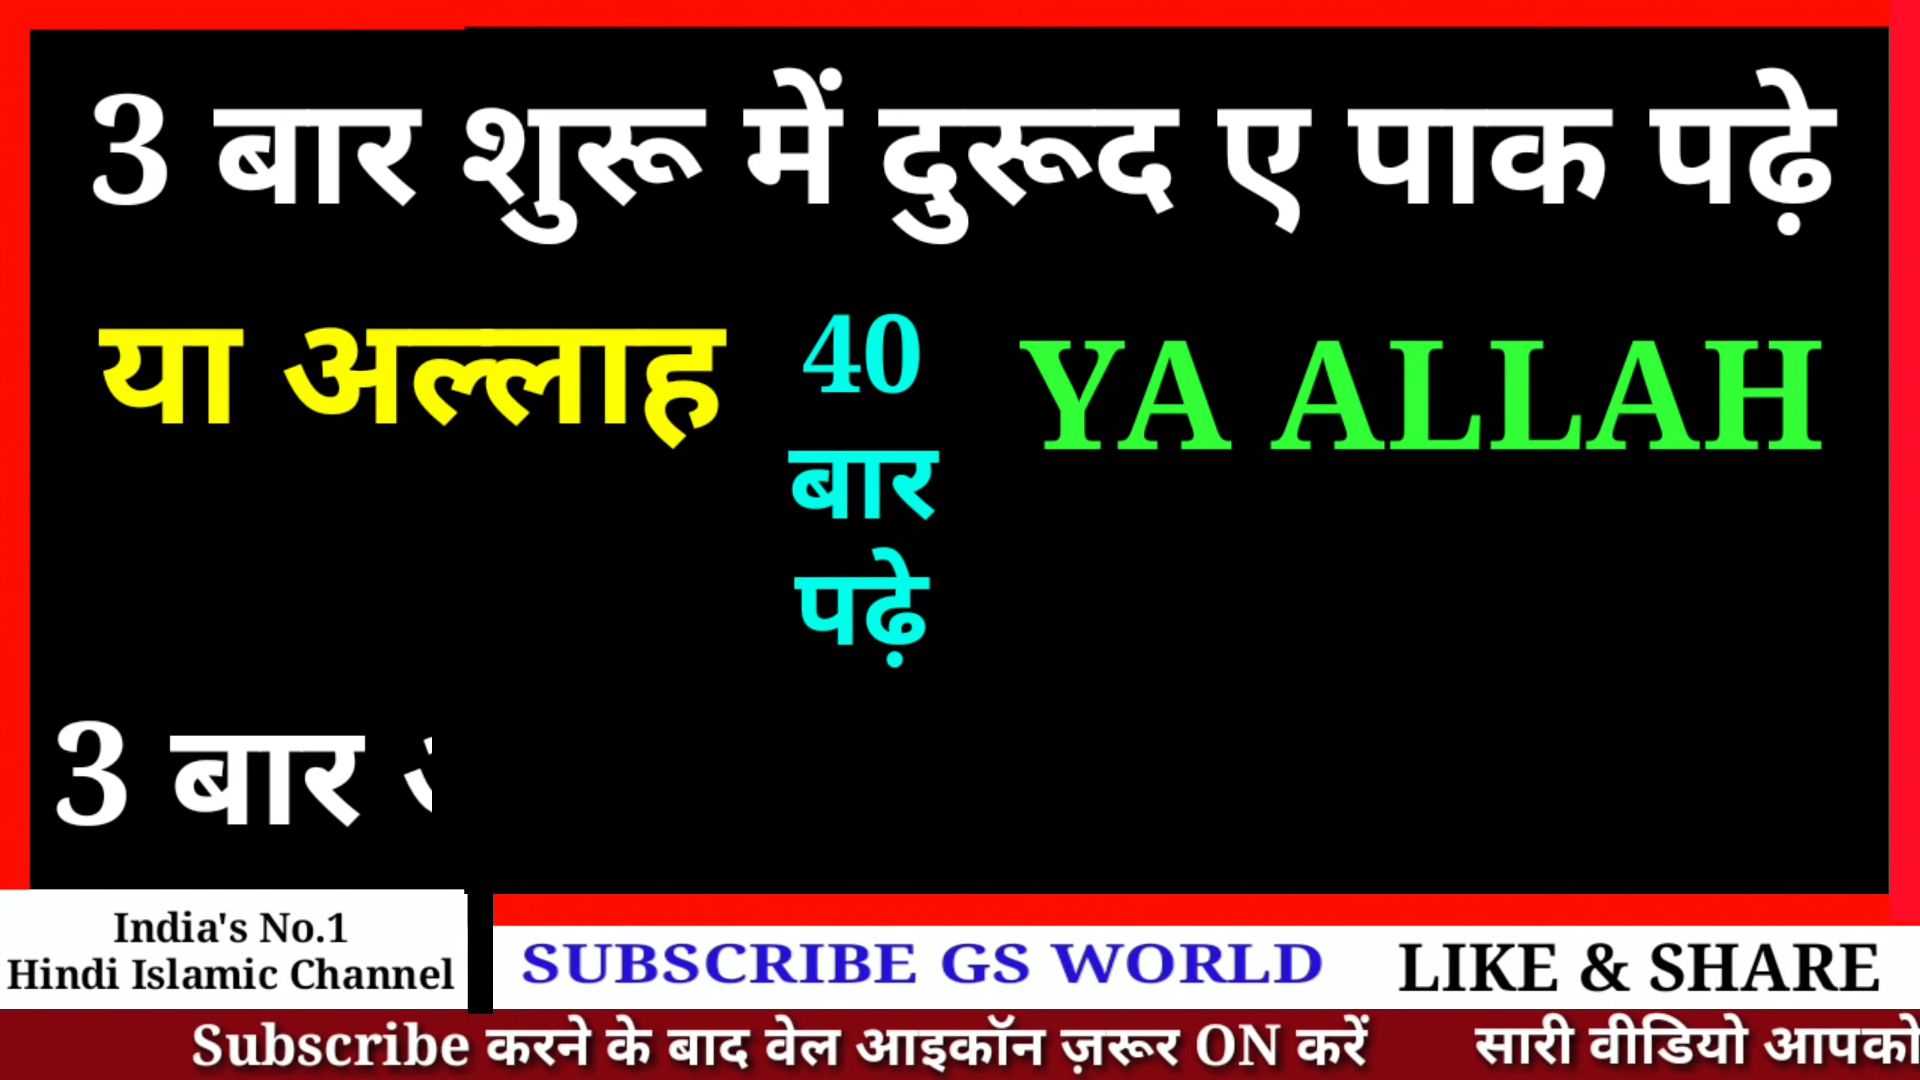 3 बार शुरू में दुरूद ए पाक पढ़े
या अल्लाह
40
बार
पढ़े
YA ALLAH
3 बार
India's No.1
Hindi Islamic Channel
SUBSCRIBE GS WORLD
LIKE & SHARE
Subscribe करने के बाद वेल आइकॉन ज़रूर ON करें सारी वीडियो आपको